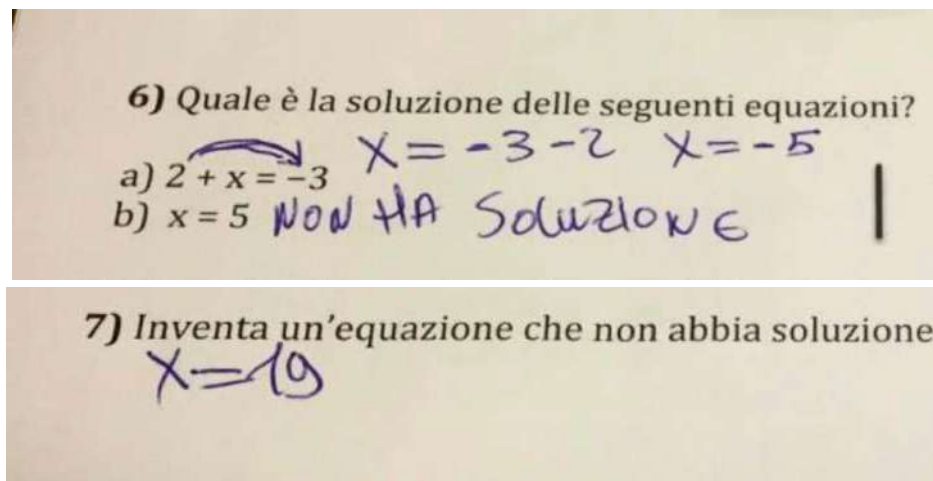 6) Quale è la soluzione delle seguenti equazioni?
a) 2 + x = -3 x = -3-2 x = -5
b) x = 5 NON HA SOLUZIONE
7) Inventa un'equazione che non abbia soluzione
x=19